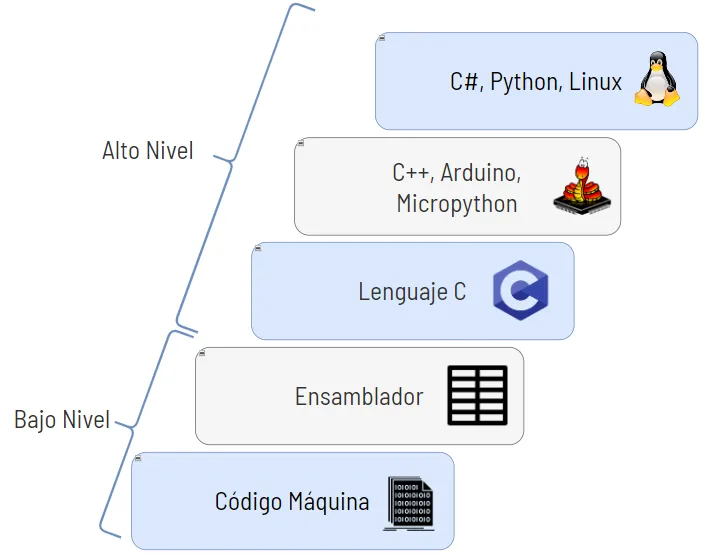 C#, Python, Linux
Alto Nivel
C++, Arduino,
Micropython
Lenguaje C
Ensamblador
Bajo Nivel
Código Máquina